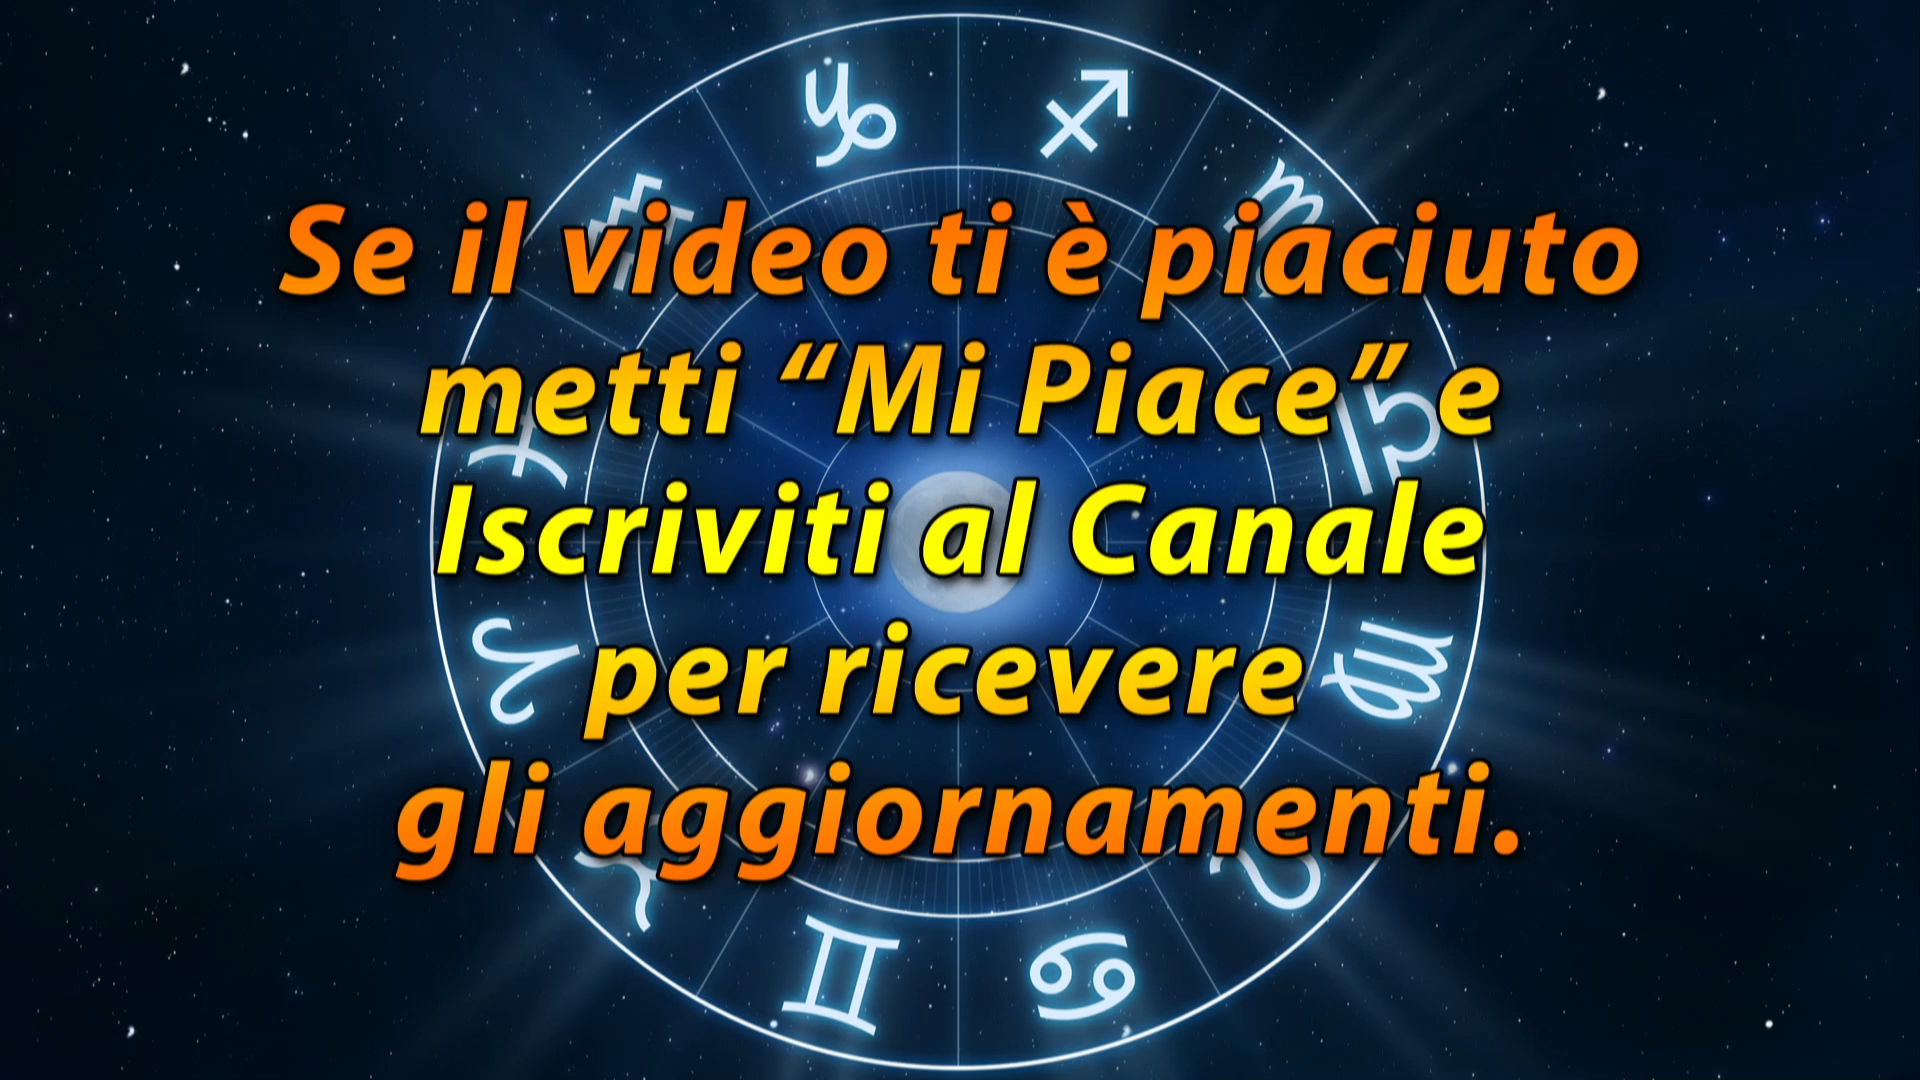 Se il video ti è piaciuto
metti “Mi Piace” e
Iscriviti al Canale
per ricevere
gli aggiornamenti.